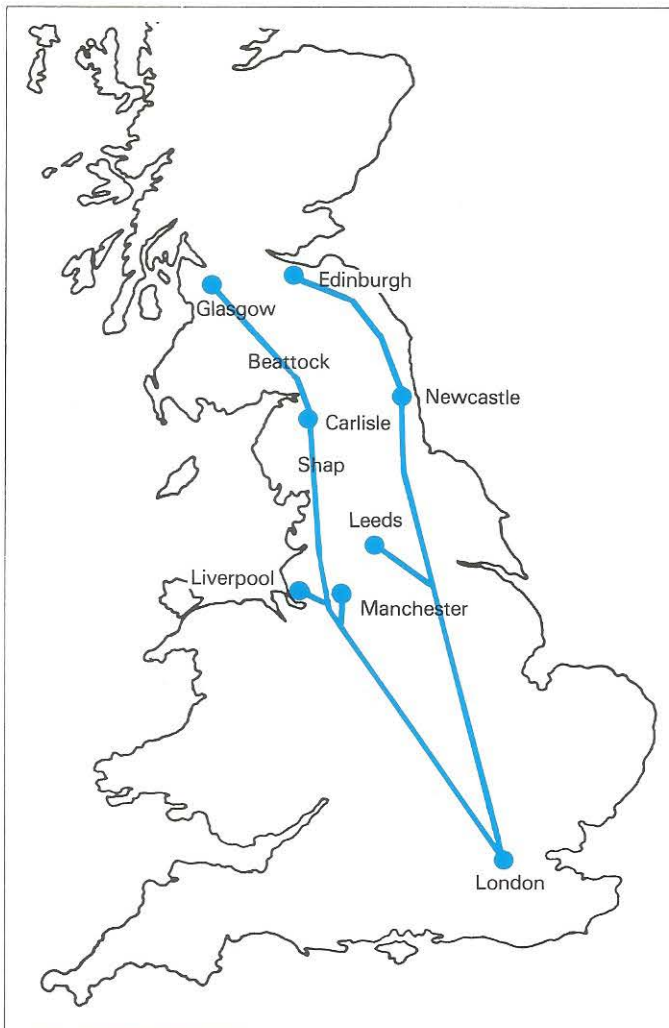 Edinburgh
Glasgow
Beattock
Newcastle
Carlisle
Shap
Leeds
Liverpool
Manchester
London